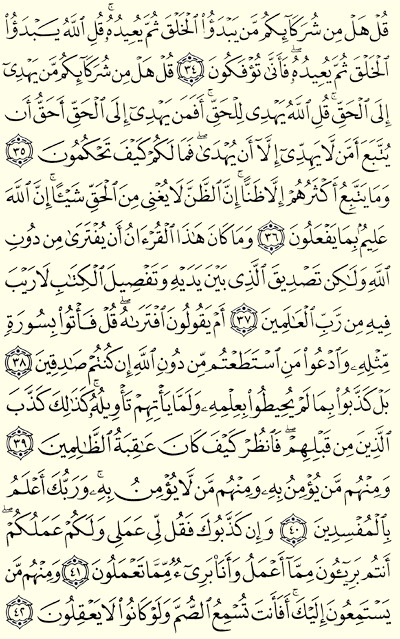 قُلْ هَلْ مِن شُرَكَآئِكُم مَّن يَبْدَؤُا۟ ٱلْخَلْقَ ثُمَّ يُعِيدُهُۥ ۚ قُلِ ٱللَّهُ يَبْدَؤُا۟
ٱلْخَلْقَ ثُمَّ يُعِيدُهُۥ ۖ فَأَنَّىٰ تُؤْفَكُونَ ٣٤ قُلْ هَلْ مِن شُرَكَآئِكُم مَّن يَهْدِىٓ
إِلَى ٱلْحَقِّ ۚ قُلِ ٱللَّهُ يَهْدِى لِلْحَقِّ ۗ أَفَمَن يَهْدِىٓ إِلَى ٱلْحَقِّ أَحَقُّ أَن
يُتَّبَعَ أَمَّن لَّا يَهِدِّىٓ إِلَّآ أَن يُهْدَىٰ ۖ فَمَا لَكُمْ كَيْفَ تَحْكُمُونَ ٣٥
وَمَا يَتَّبِعُ أَكْثَرُهُمْ إِلَّا ظَنًّا ۚ إِنَّ ٱلظَّنَّ لَا يُغْنِى مِنَ ٱلْحَقِّ شَيْـًٔا ۚ إِنَّ ٱللَّهَ
عَلِيمٌۢ بِمَا يَفْعَلُونَ ٣٦ وَمَا كَانَ هَـٰذَا ٱلْقُرْءَانُ أَن يُفْتَرَىٰ مِن دُونِ
ٱللَّهِ وَلَـٰكِن تَصْدِيقَ ٱلَّذِى بَيْنَ يَدَيْهِ وَتَفْصِيلَ ٱلْكِتَـٰبِ لَا رَيْبَ
فِيهِ مِن رَّبِّ ٱلْعَـٰلَمِينَ ٣٧ أَمْ يَقُولُونَ ٱفْتَرَىٰهُ ۖ قُلْ فَأْتُوا۟ بِسُورَةٍ
مِّثْلِهِۦ وَٱدْعُوا۟ مَنِ ٱسْتَطَعْتُم مِّن دُونِ ٱللَّهِ إِن كُنتُمْ صَـٰدِقِينَ ٣٨
بَلْ كَذَّبُوا۟ بِمَا لَمْ يُحِيطُوا۟ بِعِلْمِهِۦ وَلَمَّا يَأْتِهِمْ تَأْوِيلُهُۥ ۚ كَذَٰلِكَ كَذَّبَ
ٱلَّذِينَ مِن قَبْلِهِمْ ۖ فَٱنظُرْ كَيْفَ كَانَ عَـٰقِبَةُ ٱلظَّـٰلِمِينَ ٣٩
وَمِنْهُم مَّن يُؤْمِنُ بِهِۦ وَمِنْهُم مَّن لَّا يُؤْمِنُ بِهِۦ ۚ وَرَبُّكَ أَعْلَمُ
بِٱلْمُفْسِدِينَ ٤٠ وَإِن كَذَّبُوكَ فَقُل لِّى عَمَلِى وَلَكُمْ عَمَلُكُمْ ۖ
أَنتُم بَرِيٓـُٔونَ مِمَّآ أَعْمَلُ وَأَنَا۠ بَرِىٓءٌ مِّمَّا تَعْمَلُونَ ٤١ وَمِنْهُم مَّن
يَسْتَمِعُونَ إِلَيْكَ ۚ أَفَأَنتَ تُسْمِعُ ٱلصُّمَّ وَلَوْ كَانُوا۟ لَا يَعْقِلُونَ ٤٢